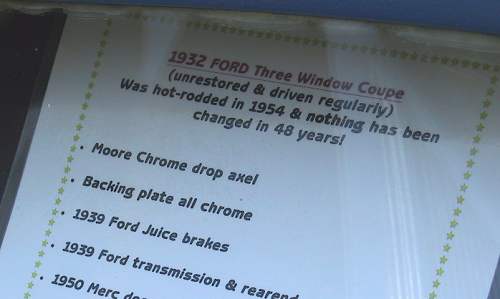 1932 FORD Three Window Coupe
(unrestored & driven regularly)
Was hot-rodded in 1954 & nothing has been
changed in 48 years!
• Moore Chrome drop axel
• Backing plate all chrome
• 1939 Ford Juice brakes
• 1939 Ford transmission & rearend
• 1950 Merc